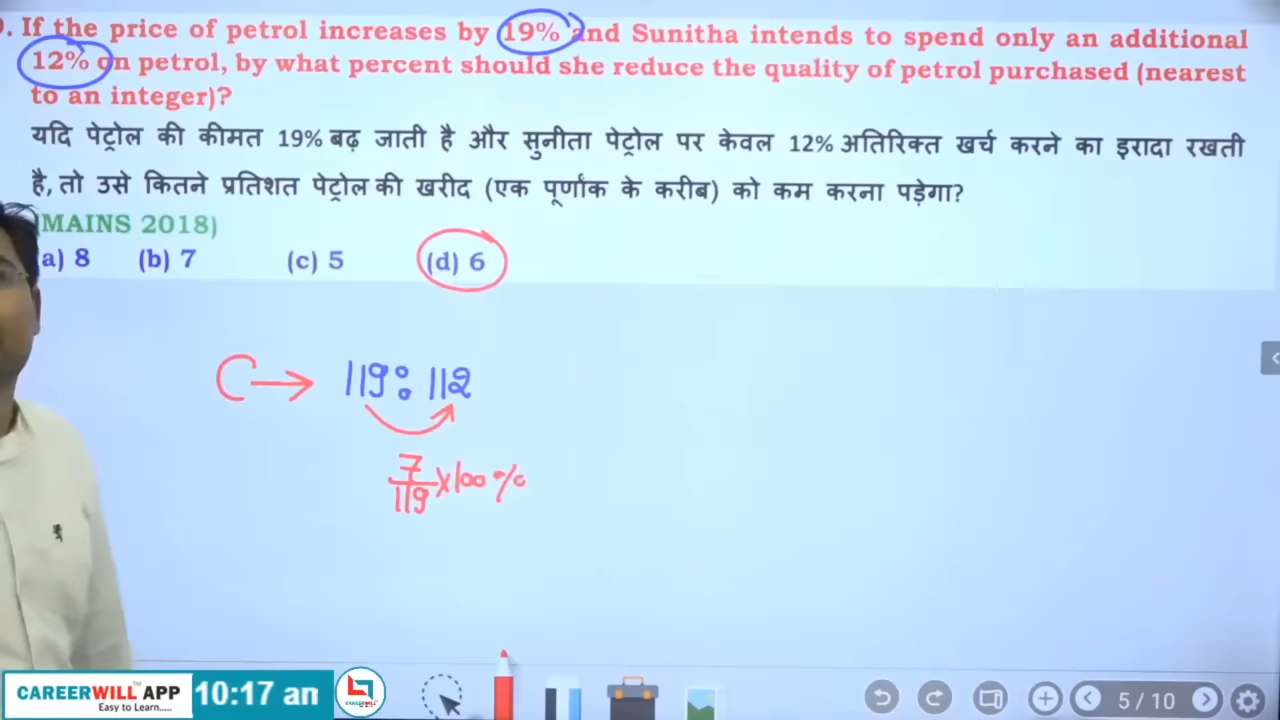 . If the price of petrol increases by 19% and Sunitha intends to spend only an additional
12% on petrol, by what percent should she reduce the quality of petrol purchased (nearest
to an integer)?
यदि पेट्रोल की कीमत 19% बढ़ जाती है और सुनीता पेट्रोल पर केवल 12% अतिरिक्त खर्च करने का इरादा रखती
है, तो उसे कितने प्रतिशत पेट्रोल की खरीद (एक पूर्णांक के करीब) को कम करना पड़ेगा?
(MAINS 2018)
a) 8 (b) 7 (c) 5 (d) 6
C → 119 : 112
7/119 × 100 %
CAREERWILL APP
Easy to Learn.....
10:17 an
CAREERWILL
5 / 10